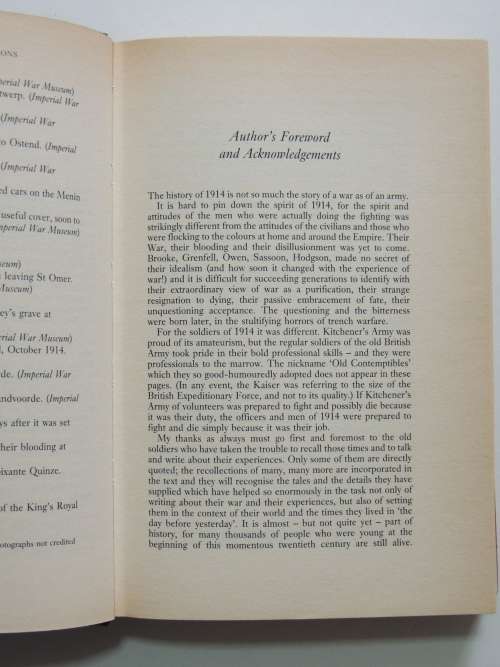 ONS
perial War Museum)
twerp. (Imperial War
(Imperial War
o Ostend. (Imperial
(Imperial War
ed cars on the Menin
useful cover, soon to
mperial War Museum)
useum)
leaving St Omer.
Museum)
ey's grave at
perial War Museum)
l, October 1914.
orde. (Imperial War
andvoorde. (Imperial
ys after it was set
heir blooding at
oixante Quinze.
of the King's Royal
otographs not credited
Author's Foreword
and Acknowledgements
The history of 1914 is not so much the story of a war as of an army.
It is hard to pin down the spirit of 1914, for the spirit and
attitudes of the men who were actually doing the fighting was
strikingly different from the attitudes of the civilians and those who
were flocking to the colours at home and around the Empire. Their
War, their blooding and their disillusionment was yet to come.
Brooke, Grenfell, Owen, Sassoon, Hodgson, made no secret of
their idealism (and how soon it changed with the experience of
war!) and it is difficult for succeeding generations to identify with
their extraordinary view of war as a purification, their strange
resignation to dying, their passive embracement of fate, their
unquestioning acceptance. The questioning and the bitterness
were born later, in the stultifying horrors of trench warfare.
For the soldiers of 1914 it was different. Kitchener's Army was
proud of its amateurism, but the regular soldiers of the old British
Army took pride in their bold professional skills – and they were
professionals to the marrow. The nickname 'Old Contemptibles'
which they so good-humouredly adopted does not appear in these
pages. (In any event, the Kaiser was referring to the size of the
British Expeditionary Force, and not to its quality.) If Kitchener's
Army of volunteers was prepared to fight and possibly die because
it was their duty, the officers and men of 1914 were prepared to
fight and die simply because it was their job.
My thanks as always must go first and foremost to the old
soldiers who have taken the trouble to recall those times and to talk
and write about their experiences. Only some of them are directly
quoted; the recollections of many, many more are incorporated in
the text and they will recognise the tales and the details they have
supplied which have helped so enormously in the task not only of
writing about their war and their experiences, but also of setting
them in the context of their world and the times they lived in 'the
day before yesterday'. It is almost – but not quite yet – part of
history, for many thousands of people who were young at the
beginning of this momentous twentieth century are still alive.